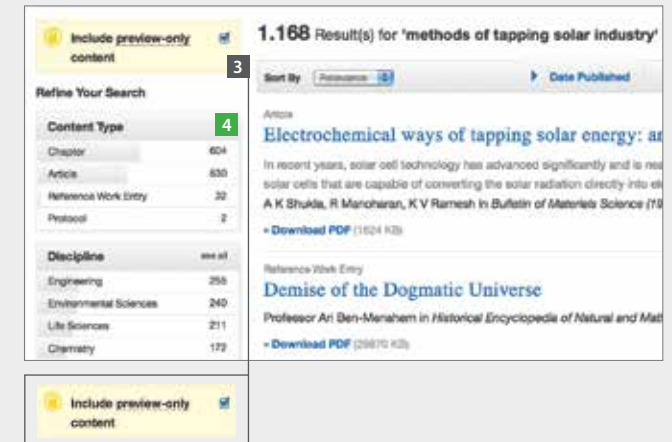 Include preview-only
content
3
Refine Your Search
Content Type
4
Chapter 604
Article 630
Reference Work Entry 32
Protocol 2
Discipline see all
Engineering 255
Environmental Sciences 240
Life Sciences 211
Chemistry 172
1.168 Result(s) for 'methods of tapping solar industry'
Sort By Relevance Date Published
Article
Electrochemical ways of tapping solar energy: an
In recent years, solar cell technology has advanced significantly and is nea
solar cells that are capable of converting the solar radiation directly into ele
A K Shukla, R Manoharan, K V Ramesh in Bulletin of Materials Science (19
» Download PDF (1624 KB)
Reference Work Entry
Demise of the Dogmatic Universe
Professor Ari Ben-Menahem in Historical Encyclopedia of Natural and Mat
» Download PDF (29870 KB)
Include preview-only
content